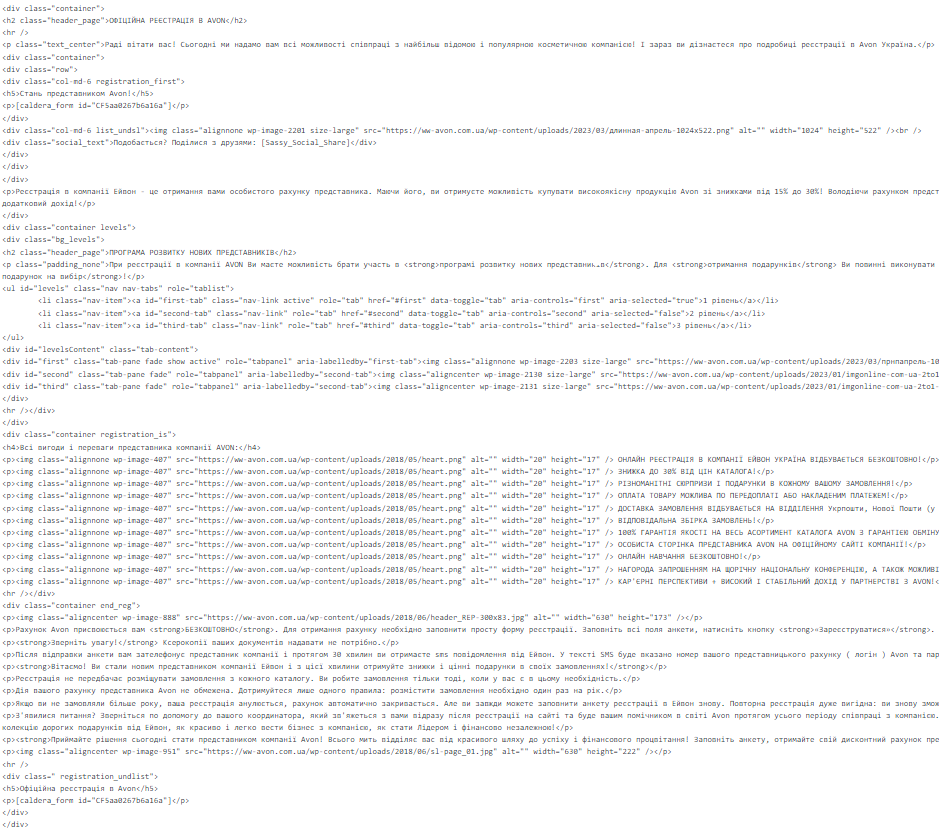 <div class="container">
<h2 class="header_page">ОФІЦІЙНА РЕЄСТРАЦІЯ В AVON</h2>
<hr />
<p class="text_center">Раді вітати вас! Сьогодні ми надамо вам всі можливості співпраці з найбільш відомою і популярною косметичною компанією! І зараз ви дізнаєтеся про подробиці реєстрації в Avon Україна.</p>
<div class="container">
<div class="row">
<div class="col-md-6 registration_first">
<h5>Стань представником Avon!</h5>
<p>[caldera_form id="CF5aa0267b6a16a"]</p>
</div>
<div class="col-md-6 list_undsl"><img class="alignnone wp-image-2201 size-large" src="https://ww-avon.com.ua/wp-content/uploads/2023/03/длинная-апрель-1024x522.png" alt="" width="1024" height="522" /><br />
<div class="social_text">Подобається? Поділися з друзями: [Sassy_Social_Share]</div>
</div>
</div>
</div>
<p>Реєстрація в компанії Ейвон - це отримання вами особистого рахунку представника. Маючи його, ви отримуєте можливість купувати високоякісну продукцію Avon зі знижками від 15% до 30%! Володіючи рахунком предст
додатковий дохід!</p>
</div>
<div class="container levels">
<div class="bg_levels">
<h2 class="header_page">ПРОГРАМА РОЗВИТКУ НОВИХ ПРЕДСТАВНИКІВ</h2>
<p class="padding_none">При реєстрації в компанії AVON Ви маєте можливість брати участь в <strong>програмі розвитку нових представників</strong>. Для <strong>отримання подарунків</strong> Ви повинні виконувати
подарунок на вибір</strong>!</p>
<ul id="levels" class="nav nav-tabs" role="tablist">
<li class="nav-item"><a id="first-tab" class="nav-link active" role="tab" href="#first" data-toggle="tab" aria-controls="first" aria-selected="true">1 рівень</a></li>
<li class="nav-item"><a id="second-tab" class="nav-link" role="tab" href="#second" data-toggle="tab" aria-controls="second" aria-selected="false">2 рівень</a></li>
<li class="nav-item"><a id="third-tab" class="nav-link" role="tab" href="#third" data-toggle="tab" aria-controls="third" aria-selected="false">3 рівень</a></li>
</ul>
<div id="levelsContent" class="tab-content">
<div id="first" class="tab-pane fade show active" role="tabpanel" aria-labelledby="first-tab"><img class="alignnone wp-image-2203 size-large" src="https://ww-avon.com.ua/wp-content/uploads/2023/03/прнпапрель-10
<div id="second" class="tab-pane fade" role="tabpanel" aria-labelledby="second-tab"><img class="aligncenter wp-image-2130 size-large" src="https://ww-avon.com.ua/wp-content/uploads/2023/01/imgonline-com-ua-2to1
<div id="third" class="tab-pane fade" role="tabpanel" aria-labelledby="second-tab"><img class="aligncenter wp-image-2131 size-large" src="https://ww-avon.com.ua/wp-content/uploads/2023/01/imgonline-com-ua-2to1-
</div>
<hr /></div>
</div>
<div class="container registration_is">
<h4>Всі вигоди і переваги представника компанії AVON:</h4>
<p><img class="alignnone wp-image-407" src="https://ww-avon.com.ua/wp-content/uploads/2018/05/heart.png" alt="" width="20" height="17" /> ОНЛАЙН РЕЄСТРАЦІЯ В КОМПАНІЇ ЕЙВОН УКРАЇНА ВІДБУВАЄТЬСЯ БЕЗКОШТОВНО!</p>
<p><img class="alignnone wp-image-407" src="https://ww-avon.com.ua/wp-content/uploads/2018/05/heart.png" alt="" width="20" height="17" /> ЗНИЖКА ДО 30% ВІД ЦІН КАТАЛОГА!</p>
<p><img class="alignnone wp-image-407" src="https://ww-avon.com.ua/wp-content/uploads/2018/05/heart.png" alt="" width="20" height="17" /> РІЗНОМАНІТНІ СЮРПРИЗИ І ПОДАРУНКИ В КОЖНОМУ ВАШОМУ ЗАМОВЛЕННЯ!</p>
<p><img class="alignnone wp-image-407" src="https://ww-avon.com.ua/wp-content/uploads/2018/05/heart.png" alt="" width="20" height="17" /> ОПЛАТА ТОВАРУ МОЖЛИВА ПО ПЕРЕДОПЛАТІ АБО НАКЛАДЕНИМ ПЛАТЕЖЕМ!</p>
<p><img class="alignnone wp-image-407" src="https://ww-avon.com.ua/wp-content/uploads/2018/05/heart.png" alt="" width="20" height="17" /> ДОСТАВКА ЗАМОВЛЕННЯ ВІДБУВАЄТЬСЯ НА ВІДДІЛЕННЯ Укрпошти, Нової Пошти (у
<p><img class="alignnone wp-image-407" src="https://ww-avon.com.ua/wp-content/uploads/2018/05/heart.png" alt="" width="20" height="17" /> ВІДПОВІДАЛЬНА ЗБІРКА ЗАМОВЛЕНЬ!</p>
<p><img class="alignnone wp-image-407" src="https://ww-avon.com.ua/wp-content/uploads/2018/05/heart.png" alt="" width="20" height="17" /> 100% ГАРАНТІЯ ЯКОСТІ НА ВЕСЬ АСОРТИМЕНТ КАТАЛОГА AVON З ГАРАНТІЄЮ ОБМІНУ
<p><img class="alignnone wp-image-407" src="https://ww-avon.com.ua/wp-content/uploads/2018/05/heart.png" alt="" width="20" height="17" /> ОСОБИСТА СТОРІНКА ПРЕДСТАВНИКА AVON НА ОФІЦІЙНОМУ САЙТІ КОМПАНІЇ!</p>
<p><img class="alignnone wp-image-407" src="https://ww-avon.com.ua/wp-content/uploads/2018/05/heart.png" alt="" width="20" height="17" /> ОНЛАЙН НАВЧАННЯ БЕЗКОШТОВНО!</p>
<p><img class="alignnone wp-image-407" src="https://ww-avon.com.ua/wp-content/uploads/2018/05/heart.png" alt="" width="20" height="17" /> НАГОРОДА ЗАПРОШЕННЯМ НА ЩОРІЧНУ НАЦІОНАЛЬНУ КОНФЕРЕНЦІЮ, А ТАКОЖ МОЖЛИВІ
<p><img class="alignnone wp-image-407" src="https://ww-avon.com.ua/wp-content/uploads/2018/05/heart.png" alt="" width="20" height="17" /> КАР'ЄРНІ ПЕРСПЕКТИВИ + ВИСОКИЙ І СТАБІЛЬНИЙ ДОХІД У ПАРТНЕРСТВІ З AVON!<
<hr /></div>
<div class="container end_reg">
<p><img class="aligncenter wp-image-888" src="https://ww-avon.com.ua/wp-content/uploads/2018/06/header_REP-300x83.jpg" alt="" width="630" height="173" /></p>
<p>Рахунок Avon присвоюється вам <strong>БЕЗКОШТОВНО</strong>. Для отримання рахунку необхідно заповнити просту форму реєстрації. Заповніть всі поля анкети, натисніть кнопку <strong>«Зареєструватися»</strong>.
<p><strong>Зверніть увагу!</strong> Ксерокопії ваших документів надавати не потрібно.</p>
<p>Після відправки анкети вам зателефонує представник компанії і протягом 30 хвилин ви отримаєте sms повідомлення від Ейвон. У тексті SMS буде вказано номер вашого представницького рахунку ( логін ) Avon та пар
<p><strong>Вітаємо! Ви стали новим представником компанії Ейвон і з цієї хвилини отримуйте знижки і цінні подарунки в своїх замовленнях!</strong></p>
<p>Реєстрація не передбачає розміщувати замовлення з кожного каталогу. Ви робите замовлення тільки тоді, коли у вас є в цьому необхідність.</p>
<p>Дія вашого рахунку представника Avon не обмежена. Дотримуйтеся лише одного правила: розмістити замовлення необхідно один раз на рік.</p>
<p>Якщо ви не замовляли більше року, ваша реєстрація анулюється, рахунок автоматично закривається. Але ви завжди можете заповнити анкету реєстрації в Ейвон знову. Повторна реєстрація дуже вигідна: ви знову змож
<p>З'явилися питання? Зверніться по допомогу до вашого координатора, який зв'яжеться з вами відразу після реєстрації на сайті та буде вашим помічником в світі Avon протягом усього періоду співпраці з компанією.
колекцію дорогих подарунків від Ейвон, як красиво і легко вести бізнес з компанією, як стати Лідером і фінансово незалежною!</p>
<p><strong>Приймайте рішення сьогодні стати представником компанії Avon! Всього мить відділяє вас від красивого шляху до успіху і фінансового процвітання! Заповніть анкету, отримайте свій дисконтний рахунок пре
<p><img class="aligncenter wp-image-951" src="https://ww-avon.com.ua/wp-content/uploads/2018/06/sl-page_01.jpg" alt="" width="630" height="222" /></p>
<hr />
<div class=" registration_undlist">
<h5>Офіційна реєстрація в Avon</h5>
<p>[caldera_form id="CF5aa0267b6a16a"]</p>
</div>
</div>